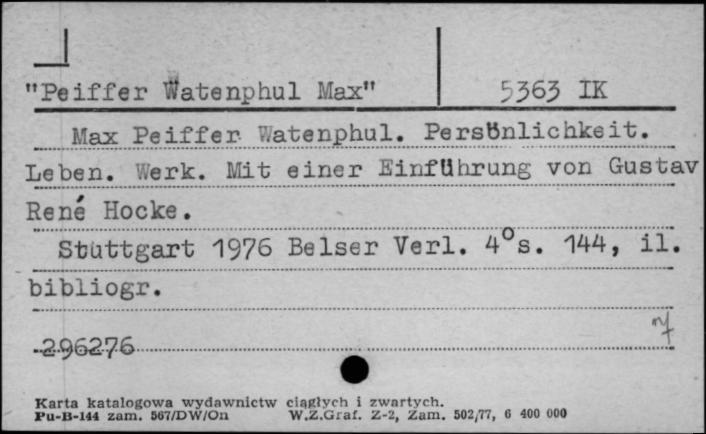 "Peiffer Watenphul Max" 5363 IK
Max Peiffer Watenphul. Persönlichkeit.
Leben. Werk. Mit einer Einführung von Gustav
René Hocke.
Stuttgart 1976 Belser Verl. 4°s. 144, il.
bibliogr.
296276
Karta katalogowa wydawnictw ciągłych i zwartych.
Pu-B-144 zam. 567/DW/On W.Z.Graf. Z-2, Zam. 502/77, 6 400 000